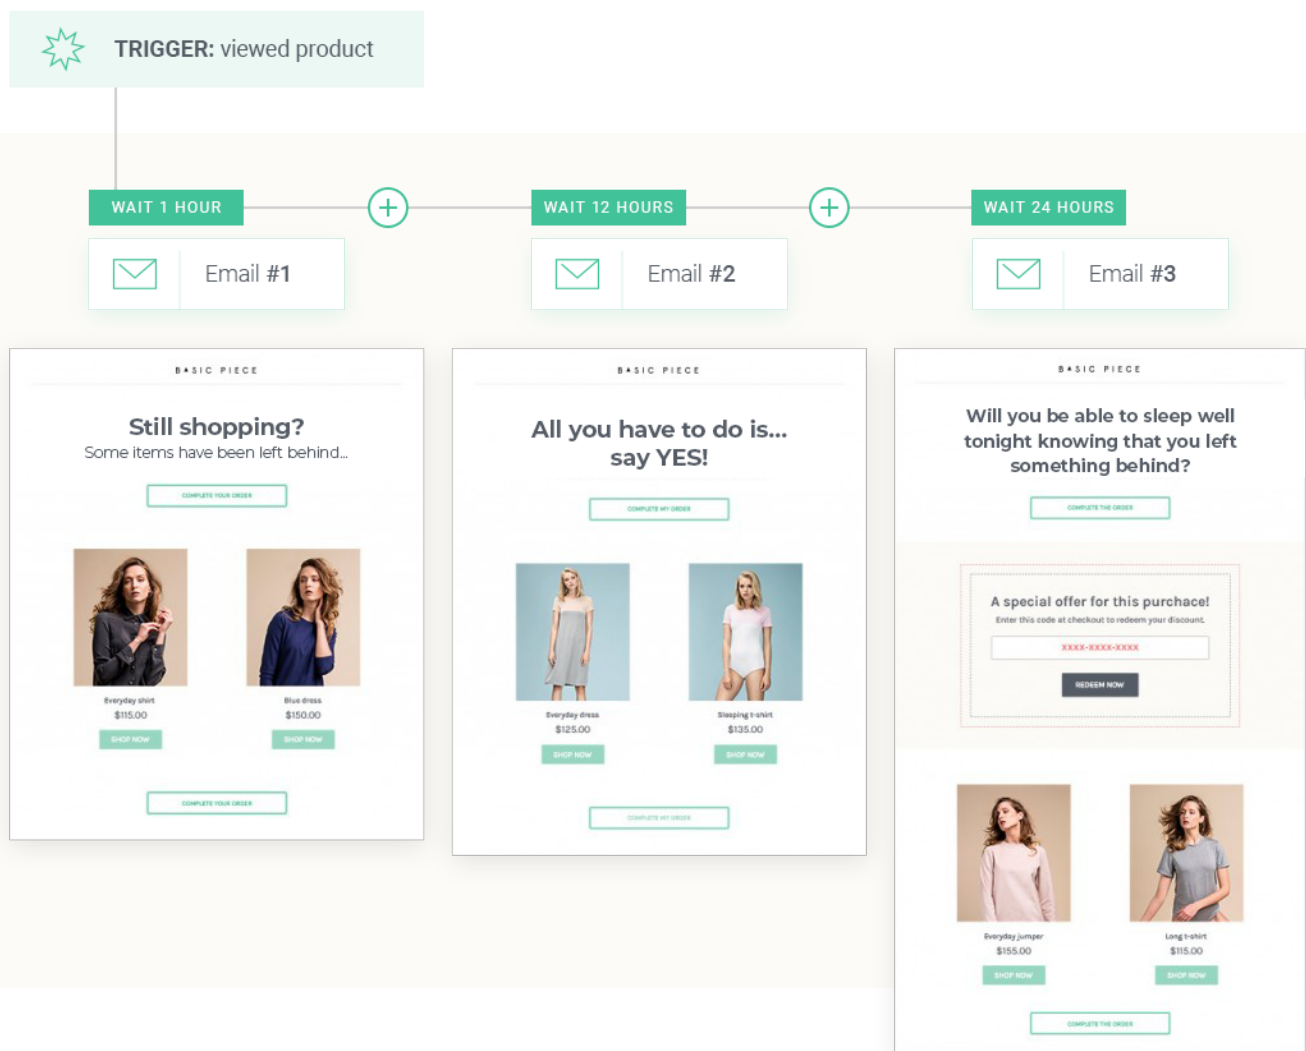 TRIGGER: viewed product
WAIT 1 HOUR
WAIT 12 HOURS
WAIT 24 HOURS
Email #1
Email #2
Email #3
BASIC PIECE
Still shopping?
Some items have been left behind...
COMPLETE YOUR ORDER
Everyday shirt
$115.00
SHOP NOW
Blue dress
$150.00
SHOP NOW
COMPLETE YOUR ORDER
BASIC PIECE
All you have to do is...
say YES!
COMPLETE MY ORDER
Everyday dress
$125.00
SHOP NOW
Sleeping t-shirt
$135.00
SHOP NOW
COMPLETE MY ORDER
BASIC PIECE
Will you be able to sleep well
tonight knowing that you left
something behind?
COMPLETE THE ORDER
A special offer for this purchace!
Enter this code at checkout to redeem your discount.
XXXX-XXXX-XXXX
REDEEM NOW
Everyday jumper
$155.00
SHOP NOW
Long t-shirt
$115.00
SHOP NOW
COMPLETE THE ORDER